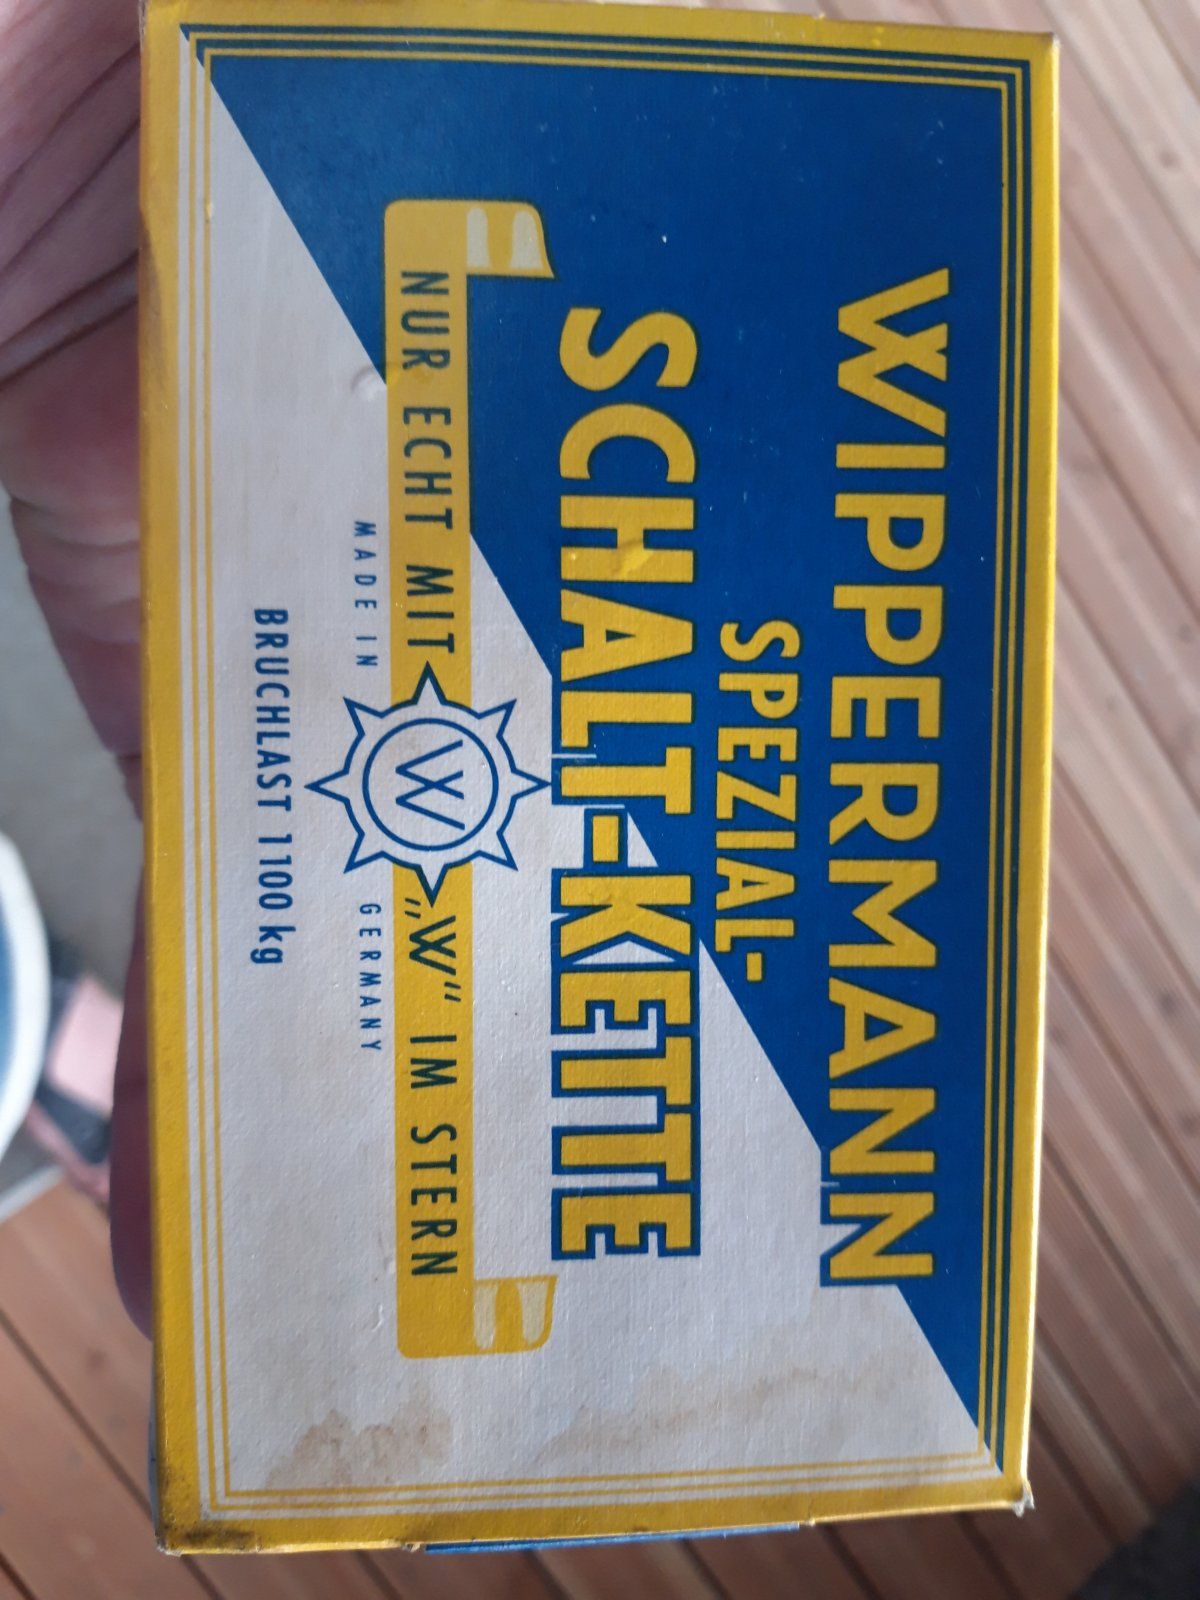 WIPPERMANN
SPEZIAL-
SCHALT-KETTE
NUR ECHT MIT W „W“ IM STERN
MADE IN GERMANY
BRUCHLAST 1100 kg